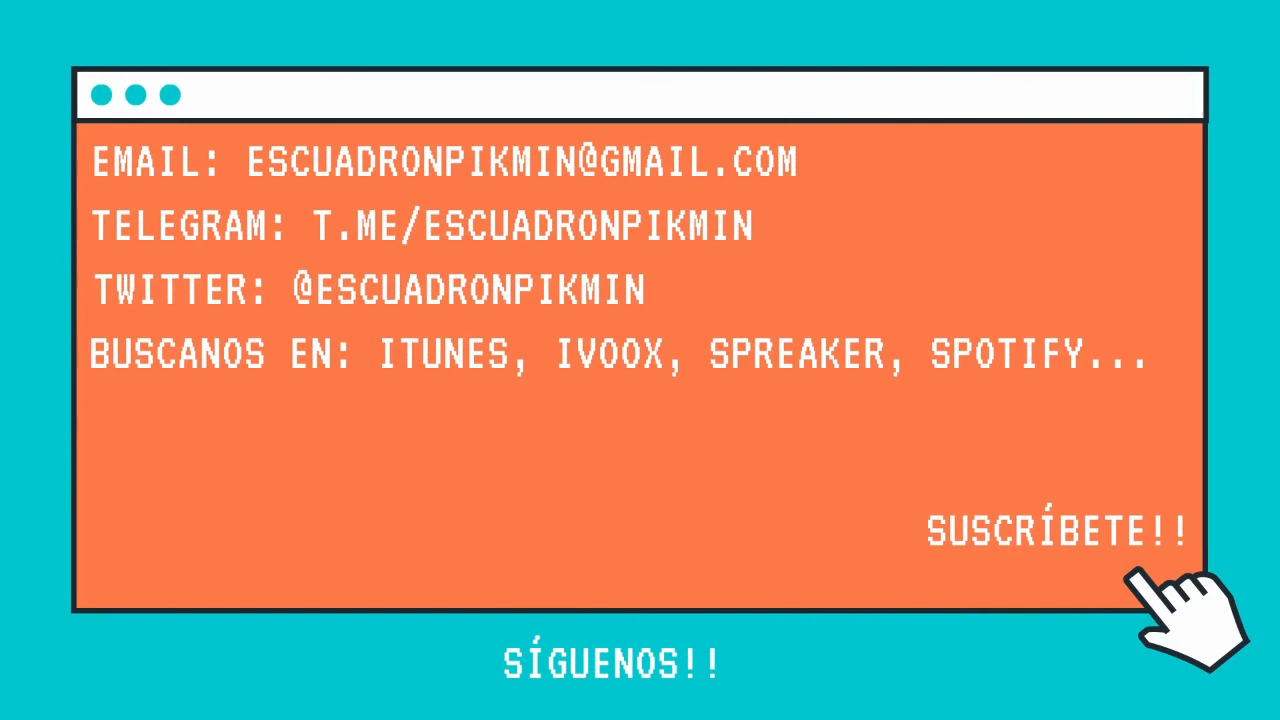 EMAIL: ESCUADRONPIKMIN@GMAIL.COM
TELEGRAM: T.ME/ESCUADRONPIKMIN
TWITTER: @ESCUADRONPIKMIN
BUSCANOS EN: ITUNES, IVOOX, SPREAKER, SPOTIFY...
SUSCRÍBETE!!
SÍGUENOS!!